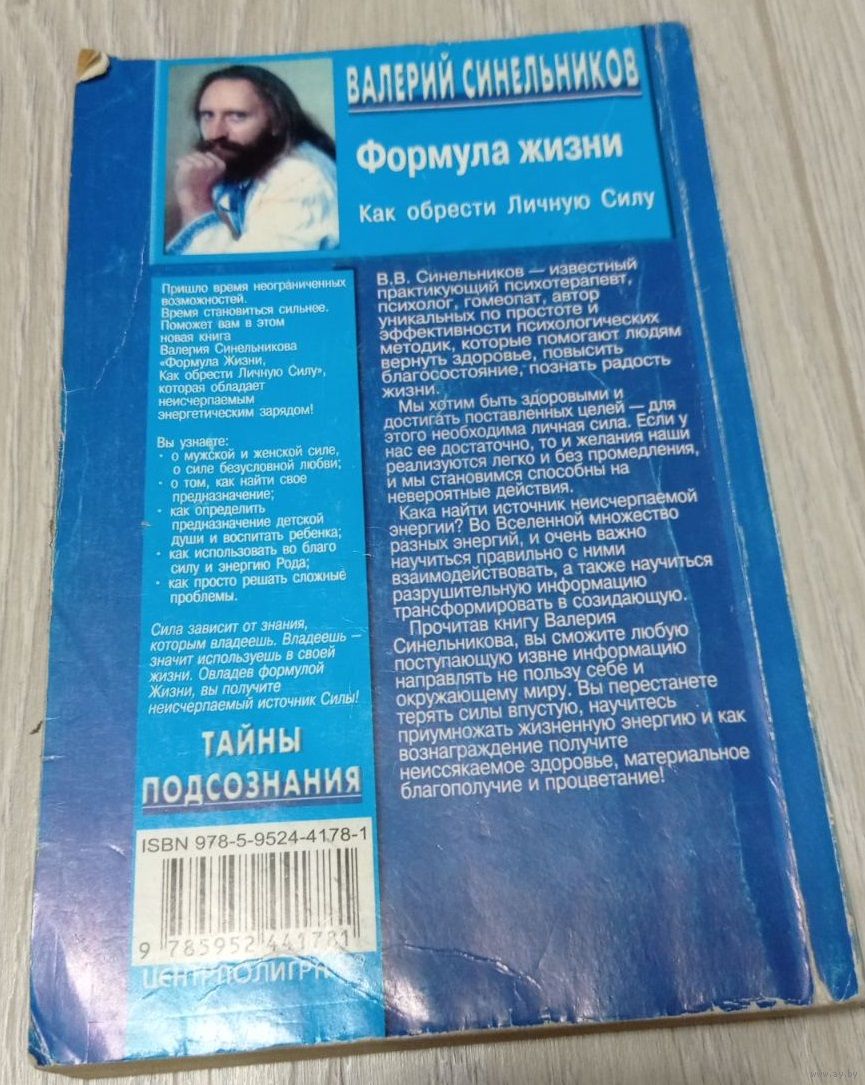 ВАЛЕРИЙ СИНЕЛЬНИКОВ
Формула жизни
Как обрести Личную Силу
Пришло время неограниченных
возможностей.
Время становиться сильнее.
Поможет вам в этом
новая книга
Валерия Синельникова
«Формула Жизни.
Как обрести Личную Силу»,
которая обладает
неисчерпаемым
энергетическим зарядом!
Вы узнаете:
· о мужской и женской силе,
о силе безусловной любви;
· о том, как найти свое
предназначение;
· как определить
предназначение детской
души и воспитать ребенка;
· как использовать во благо
силу и энергию Рода;
· как просто решать сложные
проблемы.
Сила зависит от знания,
которым владеешь. Владеешь —
значит используешь в своей
жизни. Овладев формулой
Жизни, вы получите
неисчерпаемый источник Силы!
ТАЙНЫ
ПОДСОЗНАНИЯ
ISBN 978-5-9524-4178-1
9 785952 441781
В.В. Синельников — известный
практикующий психотерапевт,
психолог, гомеопат, автор
уникальных по простоте и
эффективности психологических
методик, которые помогают людям
вернуть здоровье, повысить
благосостояние, познать радость
жизни.
Мы хотим быть здоровыми и
достигать поставленных целей — для
этого необходима личная сила. Если у
нас ее достаточно, то и желания наши
реализуются легко и без промедления,
и мы становимся способны на
невероятные действия.
Кака найти источник неисчерпаемой
энергии? Во Вселенной множество
разных энергий, и очень важно
научиться правильно с ними
взаимодействовать, а также научиться
разрушительную информацию
трансформировать в созидающую.
Прочитав книгу Валерия
Синельникова, вы сможите любую
поступающую извне информацию
направлять не пользу себе и
окружающему миру. Вы перестанете
терять силы впустую, научитесь
приумножать жизненную энергию и как
вознаграждение получите
неиссякаемое здоровье, материальное
благополучие и процветание!
www.ay.by